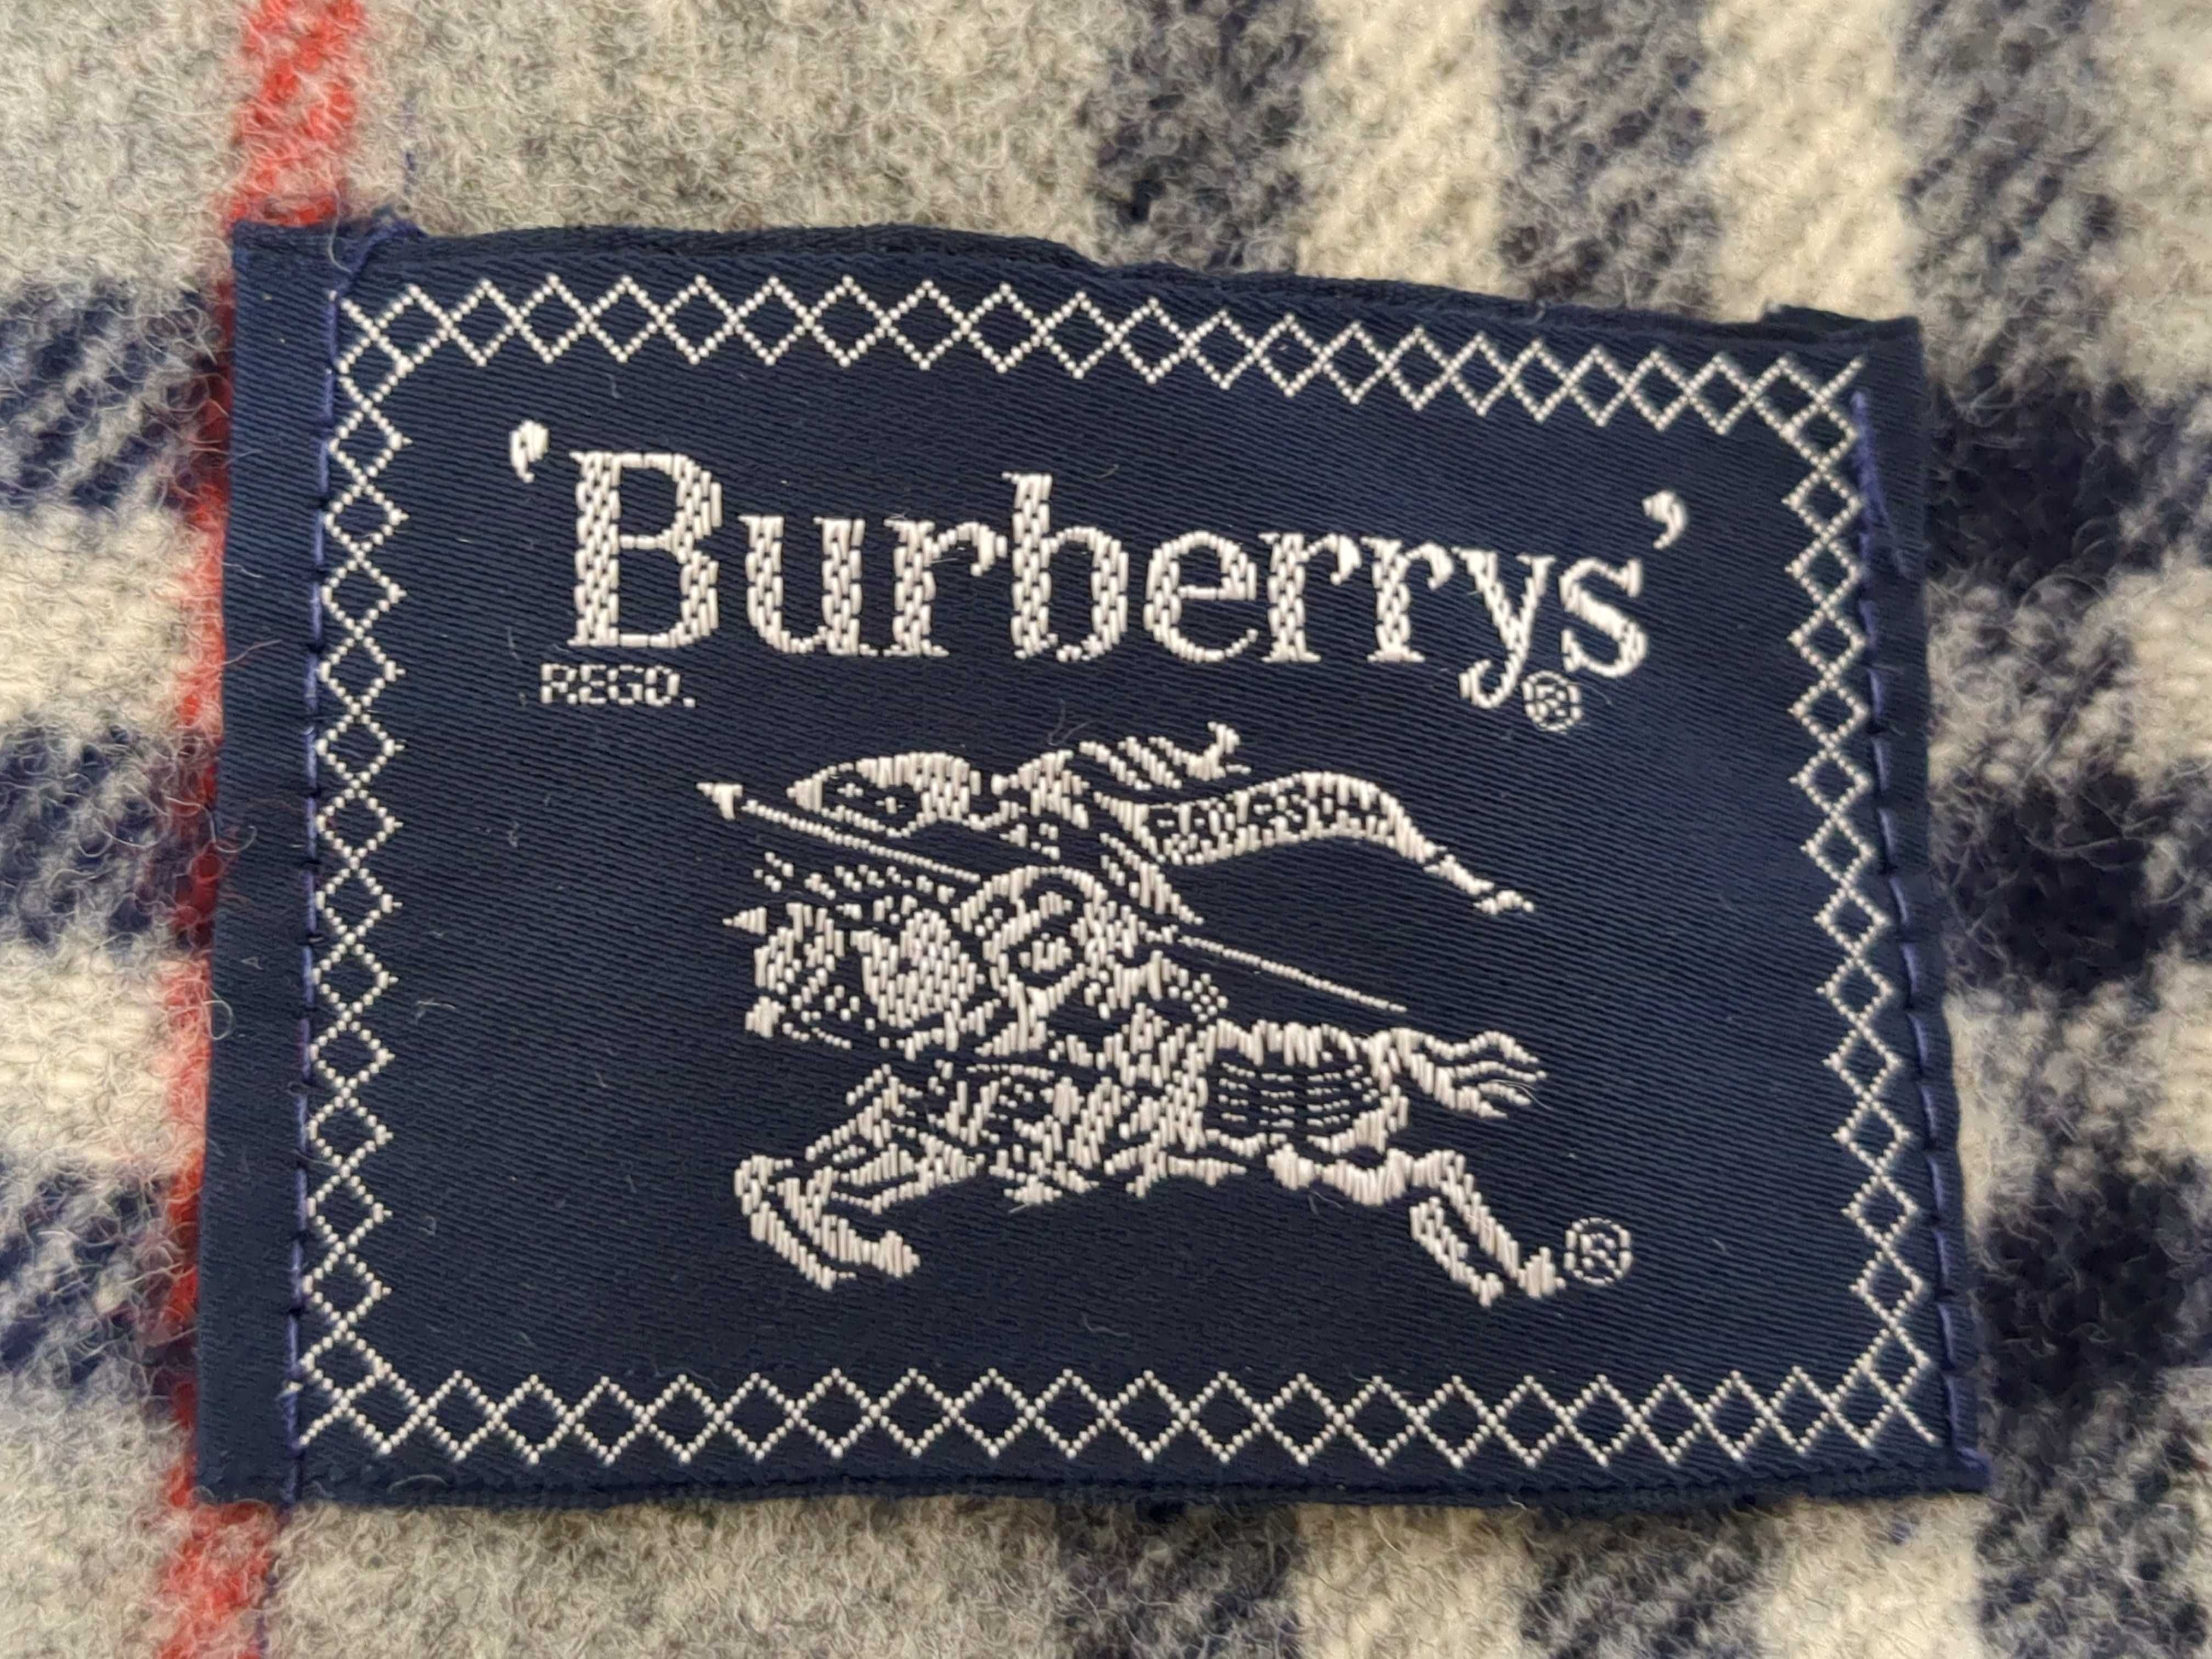 ‘Burberrys’
REGD. ®
®